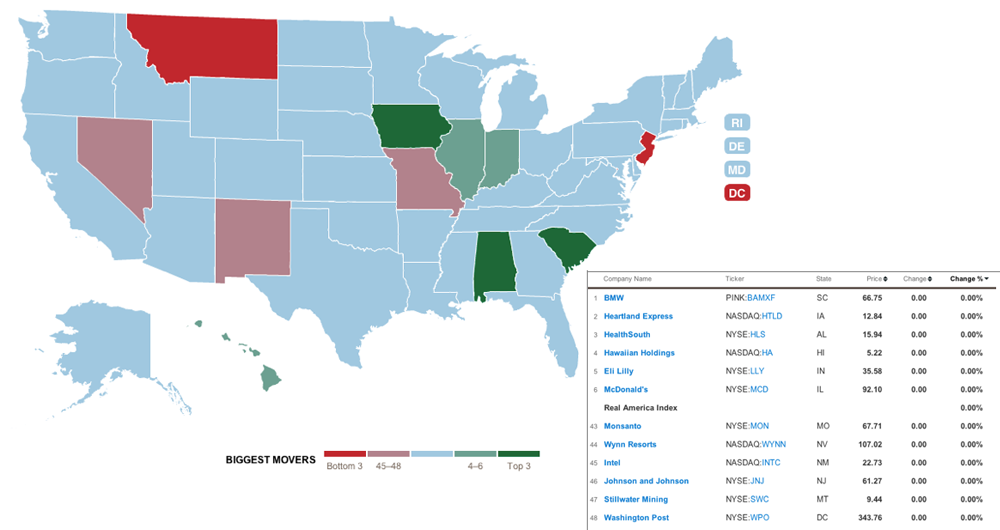 RI
DE
MD
DC
Company Name Ticker State Price Change Change %
1 BMW PINK:BAMXF SC 66.75 0.00 0.00%
2 Heartland Express NASDAQ:HTLD IA 12.84 0.00 0.00%
3 HealthSouth NYSE:HLS AL 15.94 0.00 0.00%
4 Hawaiian Holdings NASDAQ:HA HI 5.22 0.00 0.00%
5 Eli Lilly NYSE:LLY IN 35.58 0.00 0.00%
6 McDonald's NYSE:MCD IL 92.10 0.00 0.00%
Real America Index 0.00%
43 Monsanto NYSE:MON MO 67.71 0.00 0.00%
44 Wynn Resorts NASDAQ:WYNN NV 107.02 0.00 0.00%
45 Intel NASDAQ:INTC NM 22.73 0.00 0.00%
46 Johnson and Johnson NYSE:JNJ NJ 61.27 0.00 0.00%
47 Stillwater Mining NYSE:SWC MT 9.44 0.00 0.00%
48 Washington Post NYSE:WPO DC 343.76 0.00 0.00%
BIGGEST MOVERS
Bottom 3 45–48 4–6 Top 3